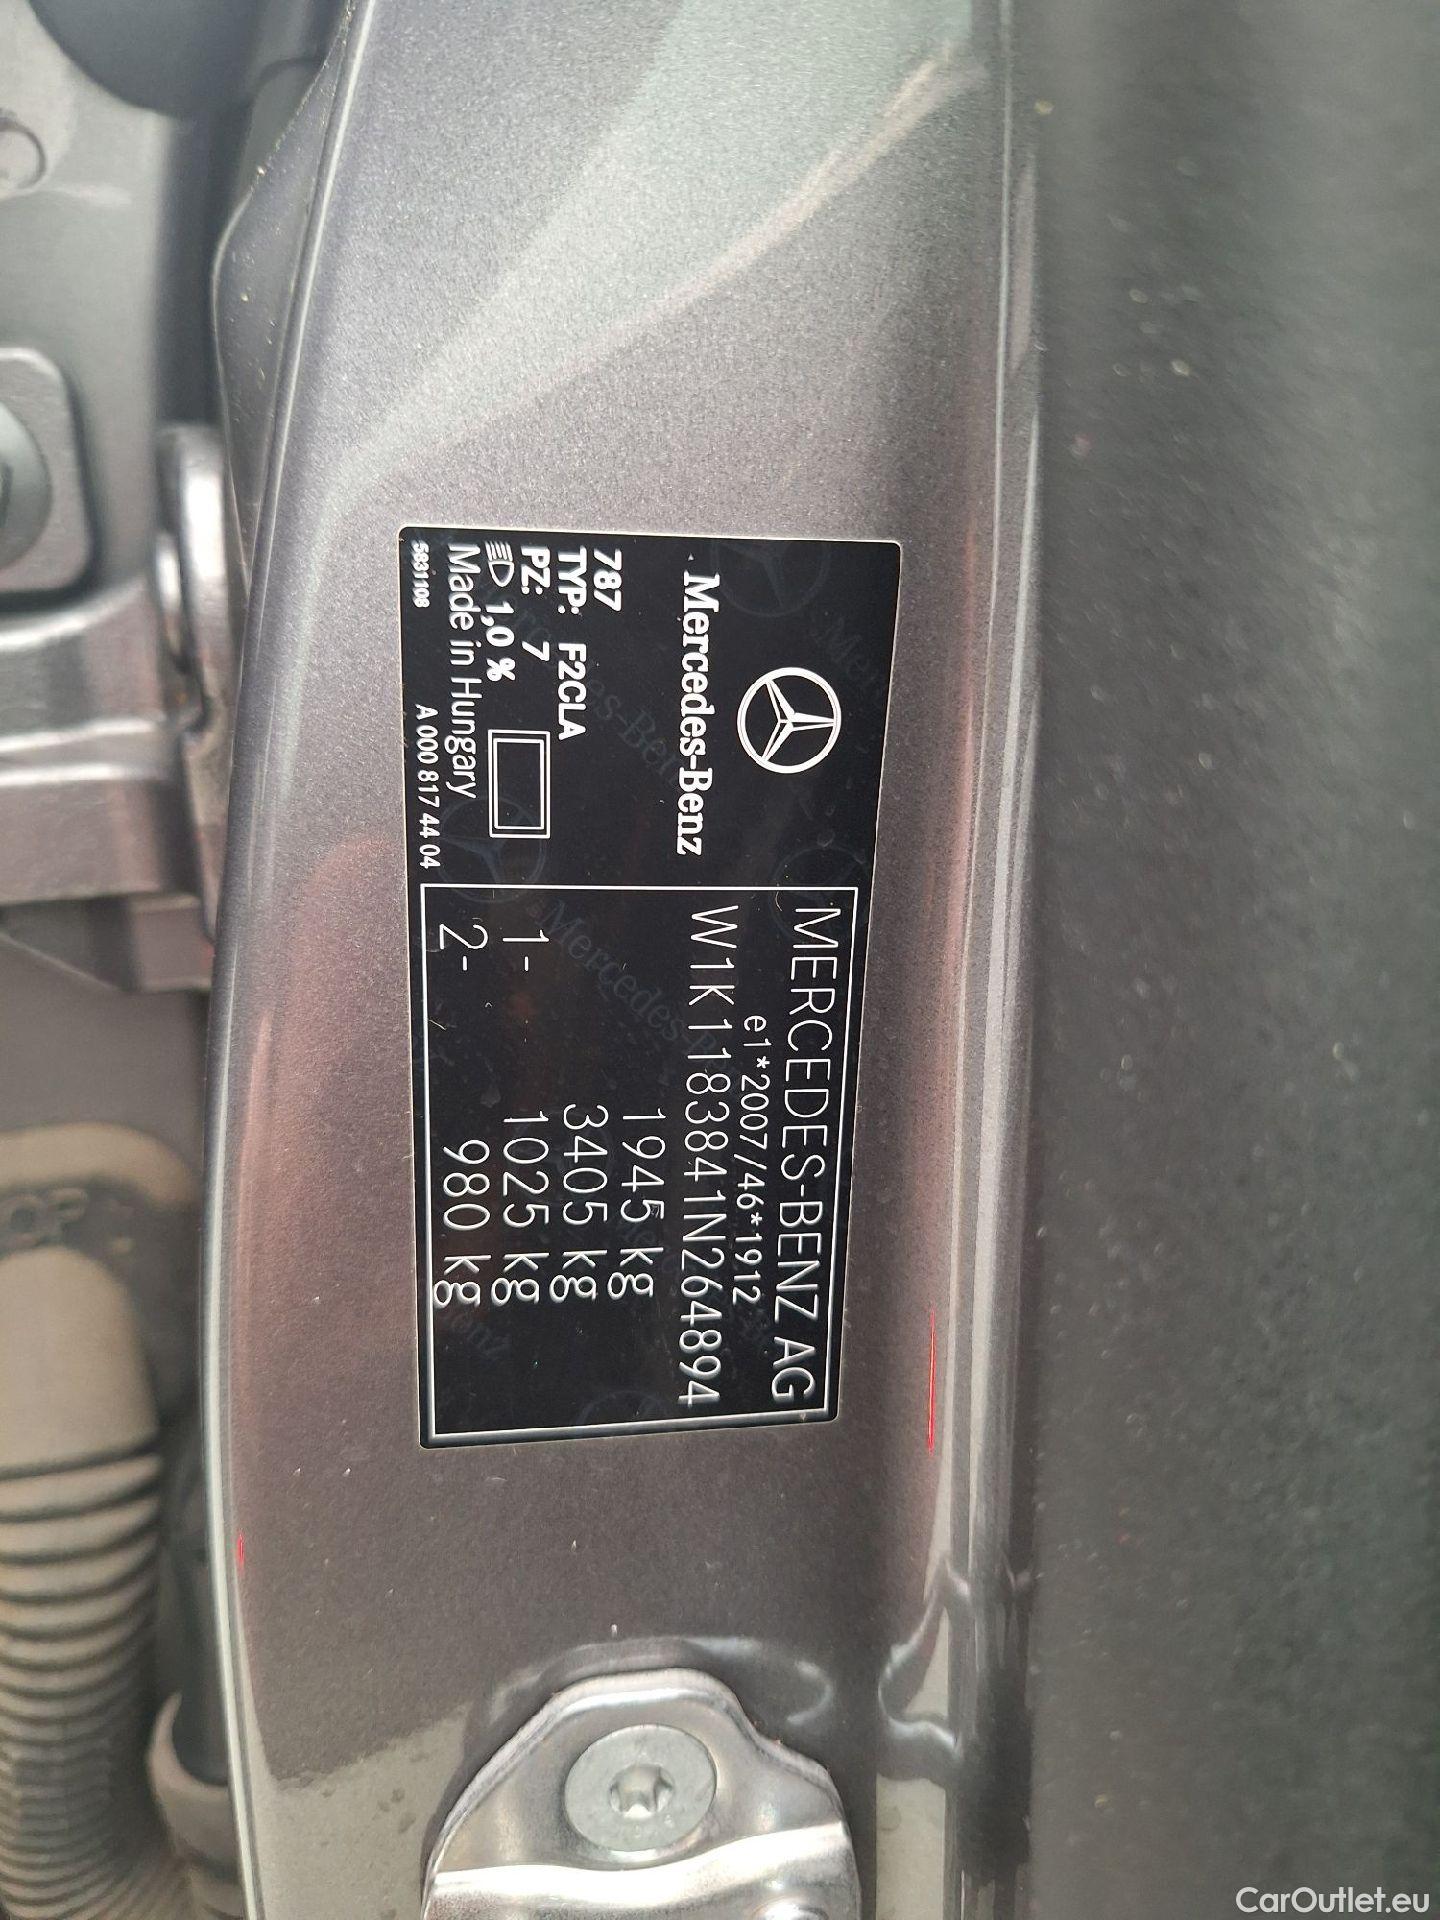 Mercedes-Benz
787
TYP: F2CLA
PZ: 7
1,0 %
Made in Hungary
5831108
A 000 817 44 04
MERCEDES-BENZ AG
e1*2007/46*1912
W1K1183841N264894
1945 kg
3405 kg
1- 1025 kg
2- 980 kg
CarOutlet.eu